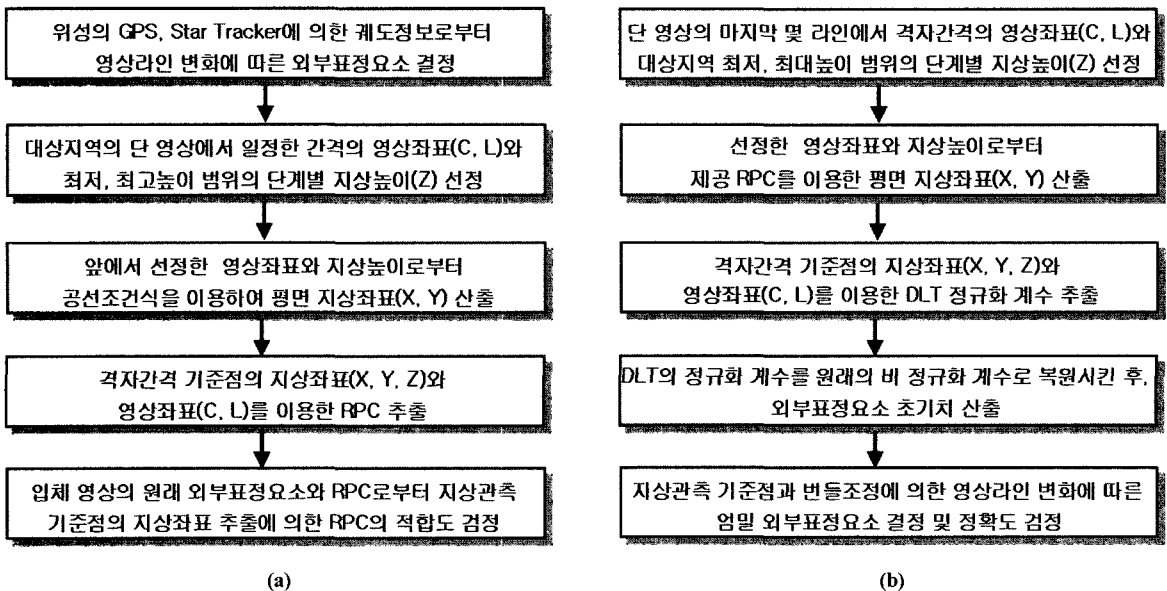 위성의 GPS, Star Tracker에 의한 궤도정보로부터
영상라인 변화에 따른 외부표정요소 결정
대상지역의 단 영상에서 일정한 간격의 영상좌표(C, L)와
최저, 최고높이 범위의 단계별 지상높이(Z) 선정
앞에서 선정한 영상좌표와 지상높이로부터
공선조건식을 이용하여 평면 지상좌표(X, Y) 산출
격자간격 기준점의 지상좌표(X, Y, Z)와
영상좌표(C, L)를 이용한 RPC 추출
입체 영상의 원래 외부표정요소와 RPC로부터 지상관측
기준점의 지상좌표 추출에 의한 RPC의 적합도 검정
(a)
단 영상의 마지막 몇 라인에서 격자간격의 영상좌표(C, L)와
대상지역 최저, 최대높이 범위의 단계별 지상높이(Z) 선정
선정한 영상좌표와 지상높이로부터
제공 RPC를 이용한 평면 지상좌표(X, Y) 산출
격자간격 기준점의 지상좌표(X, Y, Z)와
영상좌표(C, L)를 이용한 DLT 정규화 계수 추출
DLT의 정규화 계수를 원래의 비 정규화 계수로 복원시킨 후,
외부표정요소 초기치 산출
지상관측 기준점과 번들조정에 의한 영상라인 변화에 따른
엄밀 외부표정요소 결정 및 정확도 검정
(b)